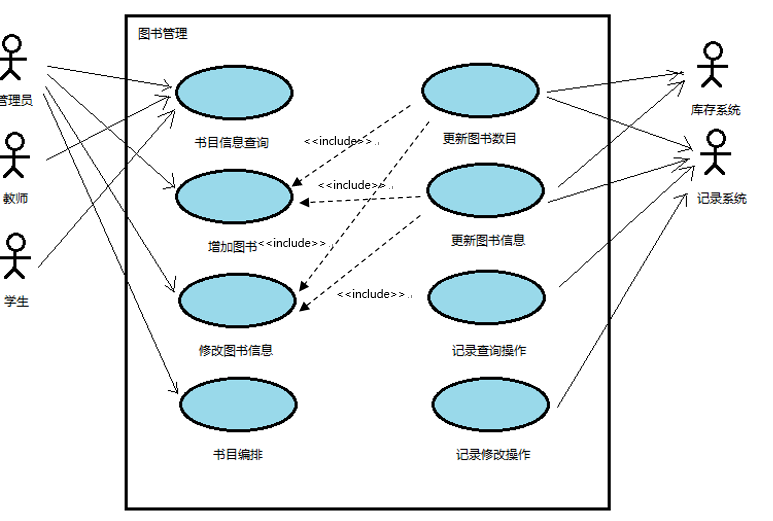 图书管理
管理员
教师
学生
书目信息查询
增加图书
修改图书信息
书目编排
<<include>>
<<include>>
<<include>>
<<include>>
更新图书数目
更新图书信息
记录查询操作
记录修改操作
库存系统
记录系统